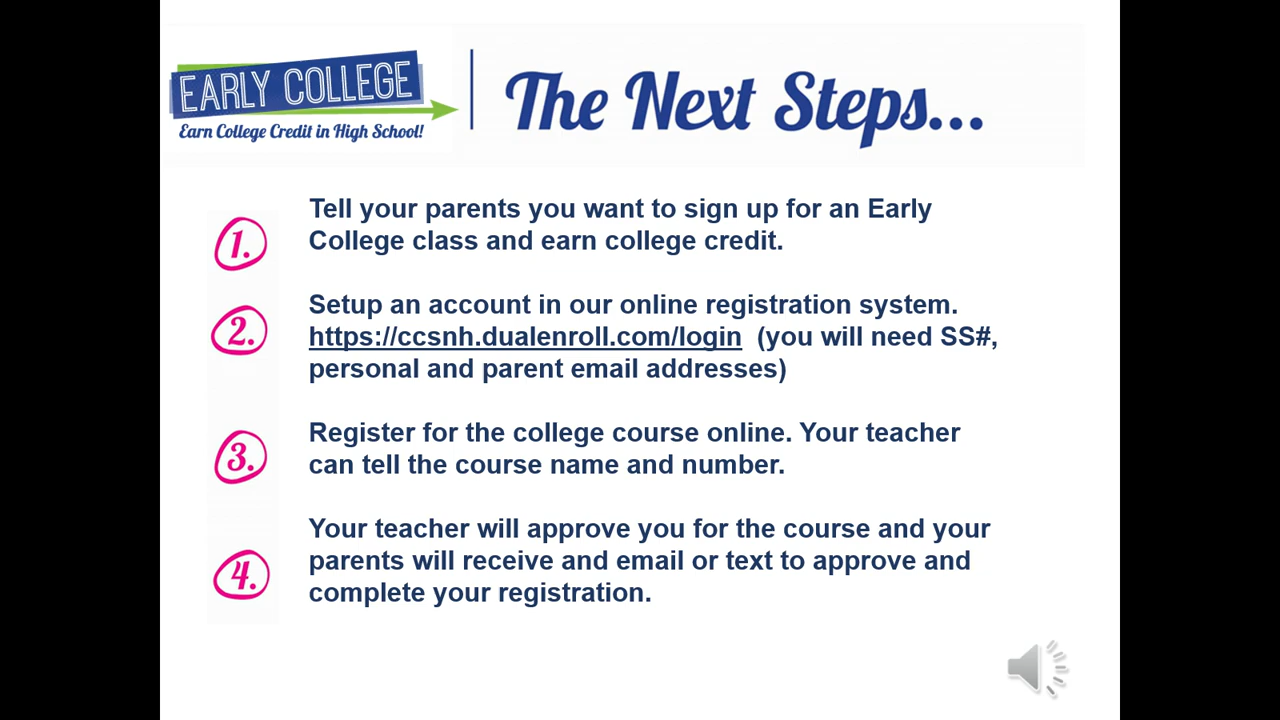 EARLY COLLEGE
Earn College Credit in High School!
The Next Steps...
1.
Tell your parents you want to sign up for an Early
College class and earn college credit.
2.
Setup an account in our online registration system.
https://ccsnh.dualenroll.com/login (you will need SS#,
personal and parent email addresses)
3.
Register for the college course online. Your teacher
can tell the course name and number.
4.
Your teacher will approve you for the course and your
parents will receive and email or text to approve and
complete your registration.